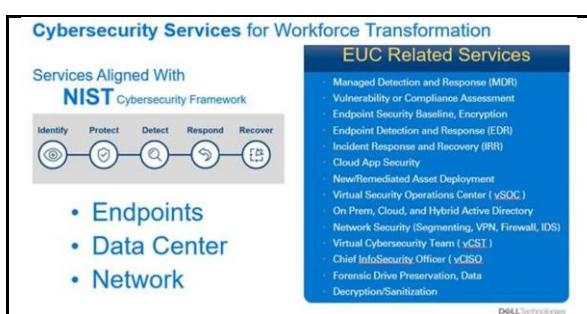 Cybersecurity Services for Workforce Transformation
Services Aligned With
NIST Cybersecurity Framework
Identify Protect Detect Respond Recover
• Endpoints
• Data Center
• Network
EUC Related Services
· Managed Detection and Response (MDR)
· Vulnerability or Compliance Assessment
· Endpoint Security Baseline, Encryption
· Endpoint Detection and Response (EDR)
· Incident Response and Recovery (IRR)
· Cloud App Security
· New/Remediated Asset Deployment
· Virtual Security Operations Center ( vSOC )
· On Prem, Cloud, and Hybrid Active Directory
· Network Security (Segmenting, VPN, Firewall, IDS)
· Virtual Cybersecurity Team ( vCST )
· Chief InfoSecurity Officer ( vCISO
· Forensic Drive Preservation, Data
· Decryption/Sanitization
DELL Technologies